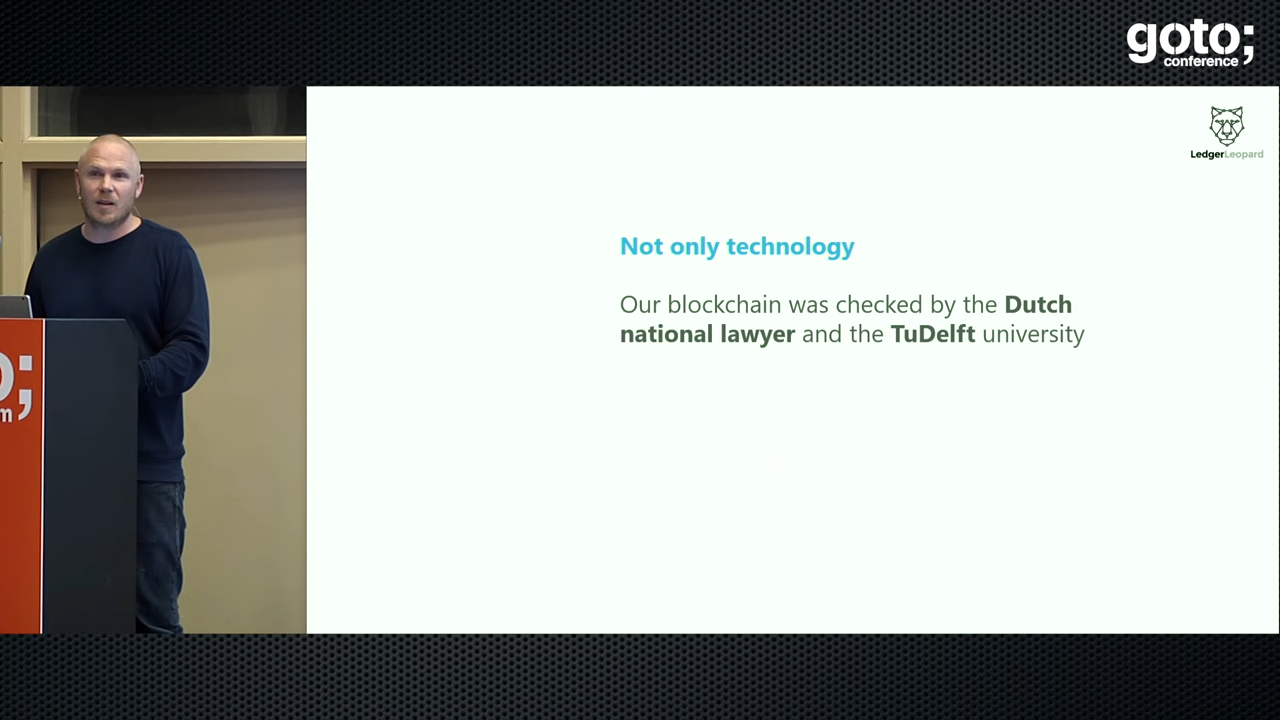 goto;
conference
LedgerLeopard
Not only technology
Our blockchain was checked by the Dutch
national lawyer and the TuDelft university
o;
m